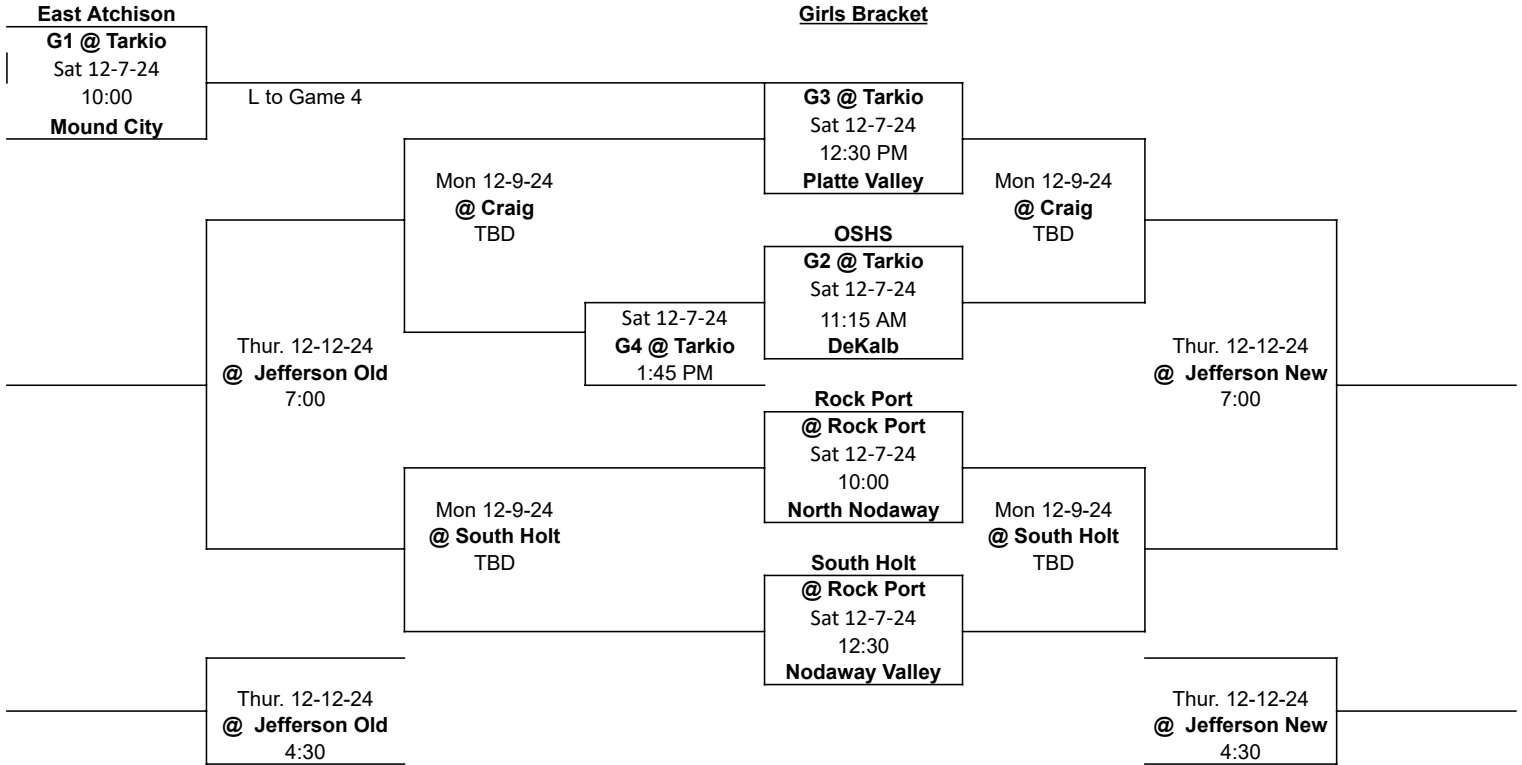 East Atchison
Girls Bracket
G1 @ Tarkio
Sat 12-7-24
10:00
Mound City
L to Game 4
G3 @ Tarkio
Sat 12-7-24
12:30 PM
Platte Valley
Mon 12-9-24
@ Craig
TBD
Mon 12-9-24
@ Craig
TBD
OSHS
G2 @ Tarkio
Sat 12-7-24
11:15 AM
DeKalb
Sat 12-7-24
G4 @ Tarkio
1:45 PM
Thur. 12-12-24
@ Jefferson Old
7:00
Thur. 12-12-24
@ Jefferson New
7:00
Rock Port
@ Rock Port
Sat 12-7-24
10:00
North Nodaway
Mon 12-9-24
@ South Holt
TBD
Mon 12-9-24
@ South Holt
TBD
South Holt
@ Rock Port
Sat 12-7-24
12:30
Nodaway Valley
Thur. 12-12-24
@ Jefferson Old
4:30
Thur. 12-12-24
@ Jefferson New
4:30